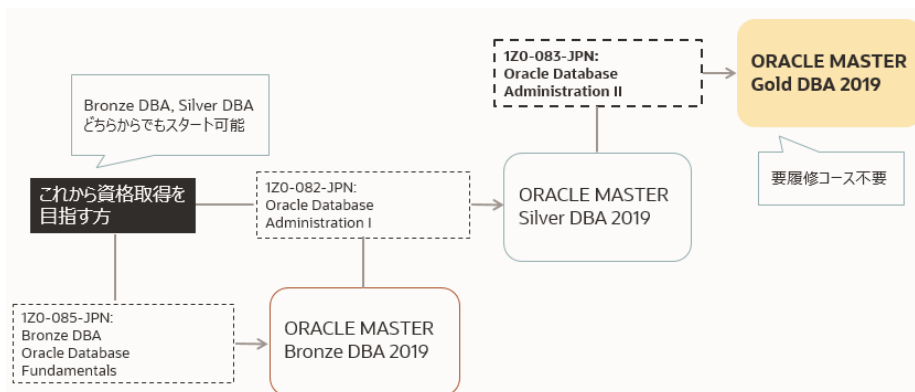 1Z0-083-JPN:
Oracle Database
Administration II
ORACLE MASTER
Gold DBA 2019
Bronze DBA, Silver DBA
どちらからでもスタート可能
要履修コース不要
これから資格取得を
目指す方
1Z0-082-JPN:
Oracle Database
Administration I
ORACLE MASTER
Silver DBA 2019
1Z0-085-JPN:
Bronze DBA
Oracle Database
Fundamentals
ORACLE MASTER
Bronze DBA 2019